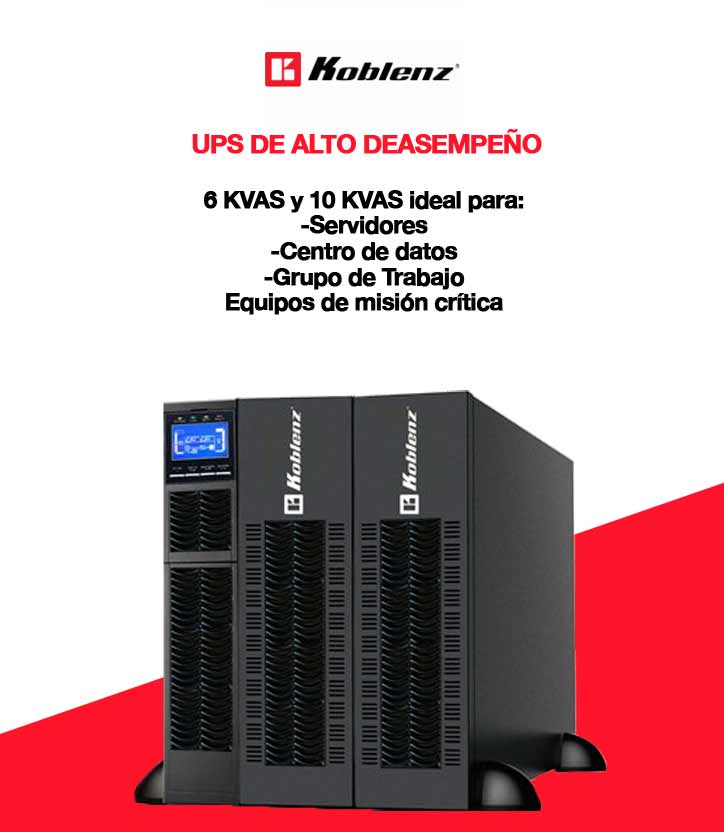 Koblenz
UPS DE ALTO DEASEMPEÑO
6 KVAS y 10 KVAS ideal para:
-Servidores
-Centro de datos
-Grupo de Trabajo
Equipos de misión crítica
Koblenz
Koblenz